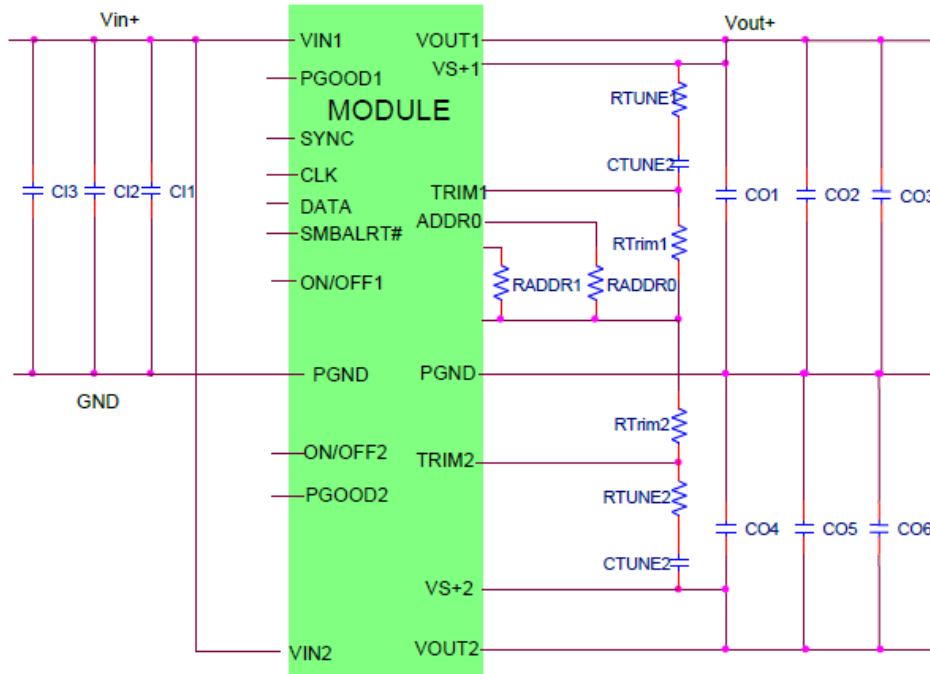 Vin+
Vout+
VIN1
VOUT1
VS+1
PGOOD1
RTUNE1
MODULE
SYNC
CTUNE2
CLK
TRIM1
CI3
CI2
CI1
CO1
CO2
CO3
DATA
ADDR0
SMBALRT#
RTrim1
ON/OFF1
RADDR1
RADDR0
PGND
PGND
GND
RTrim2
ON/OFF2
TRIM2
PGOOD2
RTUNE2
CO4
CO5
CO6
CTUNE2
VS+2
VIN2
VOUT2